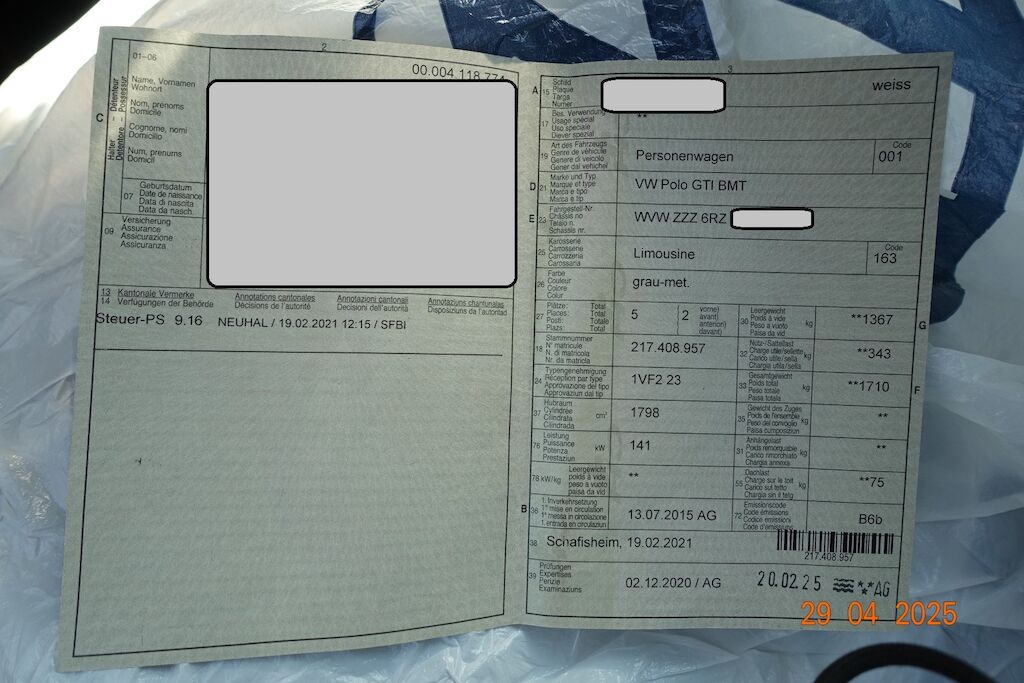 2
01–06
00.004.118.774
C
Halter – Détenteur
Detentore – Possessur
Name, Vornamen
Wohnort
Nom, prénoms
Domicile
Cognome, nomi
Domicilio
Num, prenums
Domicil
07
Geburtsdatum
Date de naissance
Data di nascita
Data da nasch.
09
Versicherung
Assurance
Assicurazione
Assicuranza
13 Kantonale Vermerke
14 Verfügungen der Behörde
Annotations cantonales
Décisions de l'autorité
Annotazioni cantonali
Decisioni dell'autorità
Annotaziuns chantunalas
Disposiziuns da l'autoritad
Steuer-PS 9.16 NEUHAL / 19.02.2021 12:15 / SFBI
3
A 15
Schild
Plaque
Targa
Numer
weiss
17
Bes. Verwendung
Usage spécial
Uso speciale
Diever spezial
**
19
Art des Fahrzeugs
Genre de véhicule
Genere di veicolo
Gener dal vehichel
Personenwagen
Code
001
D 21
Marke und Typ
Marque et type
Marca e tipo
Marca e tip
VW Polo GTI BMT
E 23
Fahrgestell-Nr.
Châssis no
Telaio n.
Schassis nr.
WVW ZZZ 6RZ
25
Karosserie
Carrosserie
Carrozzeria
Carossaria
Limousine
Code
163
26
Farbe
Couleur
Colore
Colur
grau-met.
27
Plätze: Total
Places: Total
Posti: Totale
Plazs: Total
5
2
vorne)
avant)
anteriori)
davant)
30
Leergewicht
Poids à vide
Peso a vuoto
Paisa da vid
kg
**1367
G
18
Stammnummer
N° matricule
N. di matricola
Nr. da matricla
217.408.957
32
Nutz-/Sattellast
Charge utile/sellette
Carico utile/sella
Chargia utila/sella
kg
**343
24
Typengenehmigung
Réception par type
Approvazione del tipo
Approvaziun dal tip
1VF2 23
33
Gesamtgewicht
Poids total
Peso totale
Paisa totala
kg
**1710
F
37
Hubraum
Cylindrée
Cilindrata
Cilindrada
cm³
1798
35
Gewicht des Zuges
Poids de l'ensemble
Peso del convoglio
Paisa cumposiziun
kg
**
76
Leistung
Puissance
Potenza
Prestaziun
kW
141
31
Anhängelast
Poids remorquable
Carico rimorchiato
Chargia annexa
kg
**
78 kW/kg
Leergewicht
poids à vide
peso a vuoto
paisa da vid
**
55
Dachlast
Charge sur le toit
Carico sul tetto
Chargia sin il tetg
kg
**75
B 36
1. Inverkehrsetzung
1re mise en circulation
1a messa in circolazione
1. entrada en circulaziun
13.07.2015 AG
72
Emissionscode
Code émissions
Codice emissioni
Code d'emissiuns
B6b
38
Schafisheim, 19.02.2021
217.408.957
39
Prüfungen
Expertises
Perizie
Examinaziuns
02.12.2020 / AG
20.02.25 AG
29 04 2025